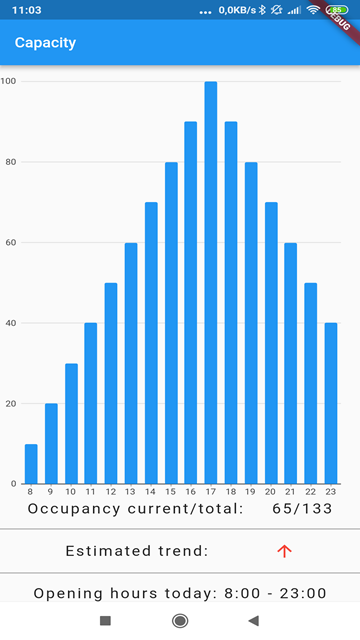 11:03 ... 0,0KB/s 65
DEBUG
Capacity
100
80
60
40
20
0
8 9 10 11 12 13 14 15 16 17 18 19 20 21 22 23
Occupancy current/total: 65/133
Estimated trend:
Opening hours today: 8:00 - 23:00